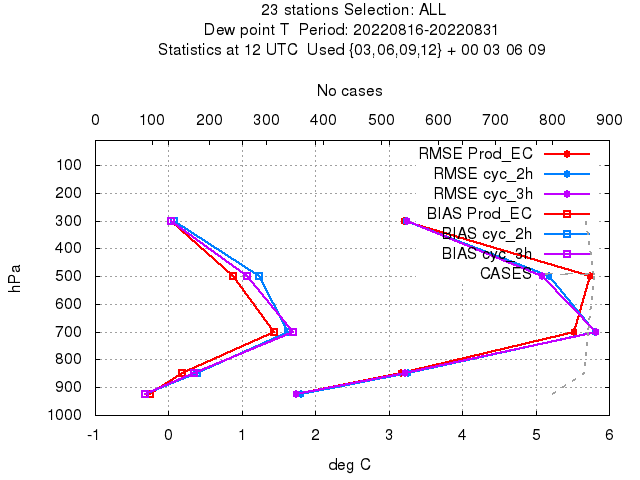 23 stations Selection: ALL
Dew point T  Period: 20220816-20220831
Statistics at 12 UTC  Used {03,06,09,12} + 00 03 06 09
No cases
0 100 200 300 400 500 600 700 800 900
RMSE Prod_EC
RMSE cyc_2h
RMSE cyc_3h
BIAS Prod_EC
BIAS cyc_2h
BIAS cyc_3h
CASES
hPa
100
200
300
400
500
600
700
800
900
1000
-1 0 1 2 3 4 5 6
deg C